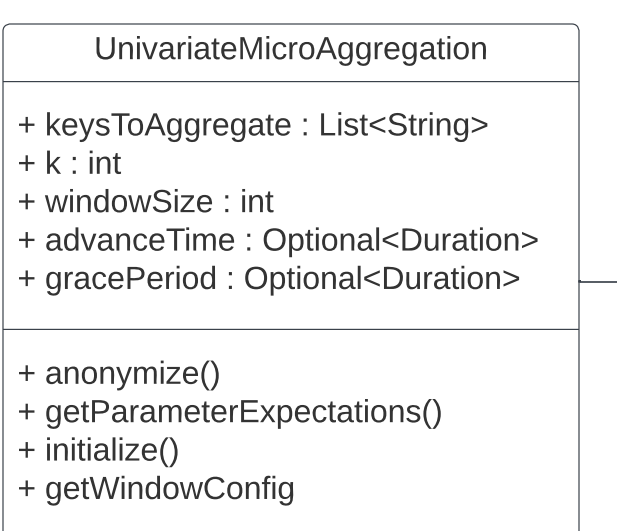 UnivariateMicroAggregation
+ keysToAggregate : List<String>
+ k : int
+ windowSize : int
+ advanceTime : Optional<Duration>
+ gracePeriod : Optional<Duration>
+ anonymize()
+ getParameterExpectations()
+ initialize()
+ getWindowConfig